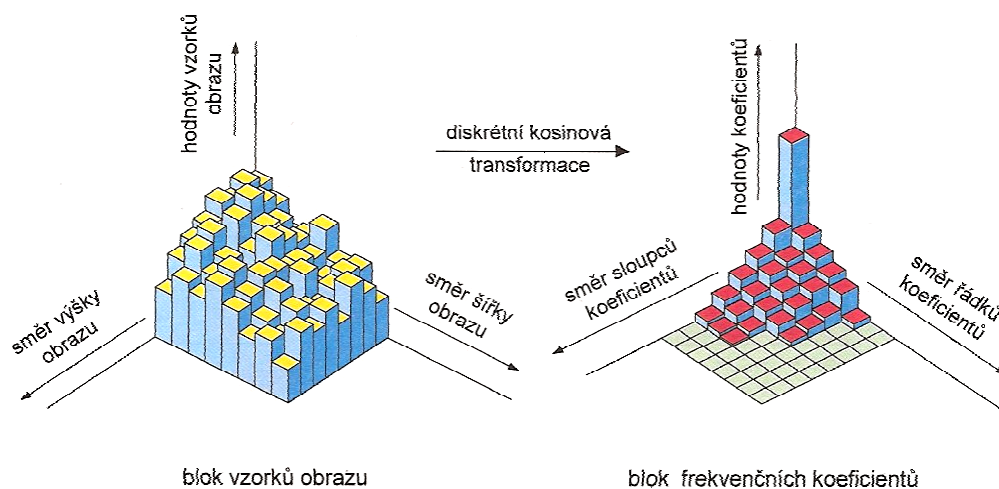 hodnoty vzorků
obrazu
směr výšky
obrazu
směr šířky
obrazu
blok vzorků obrazu
diskrétní kosinová
transformace
hodnoty koeficientů
směr sloupců
koeficientů
směr řádků
koeficientů
blok frekvenčních koeficientů